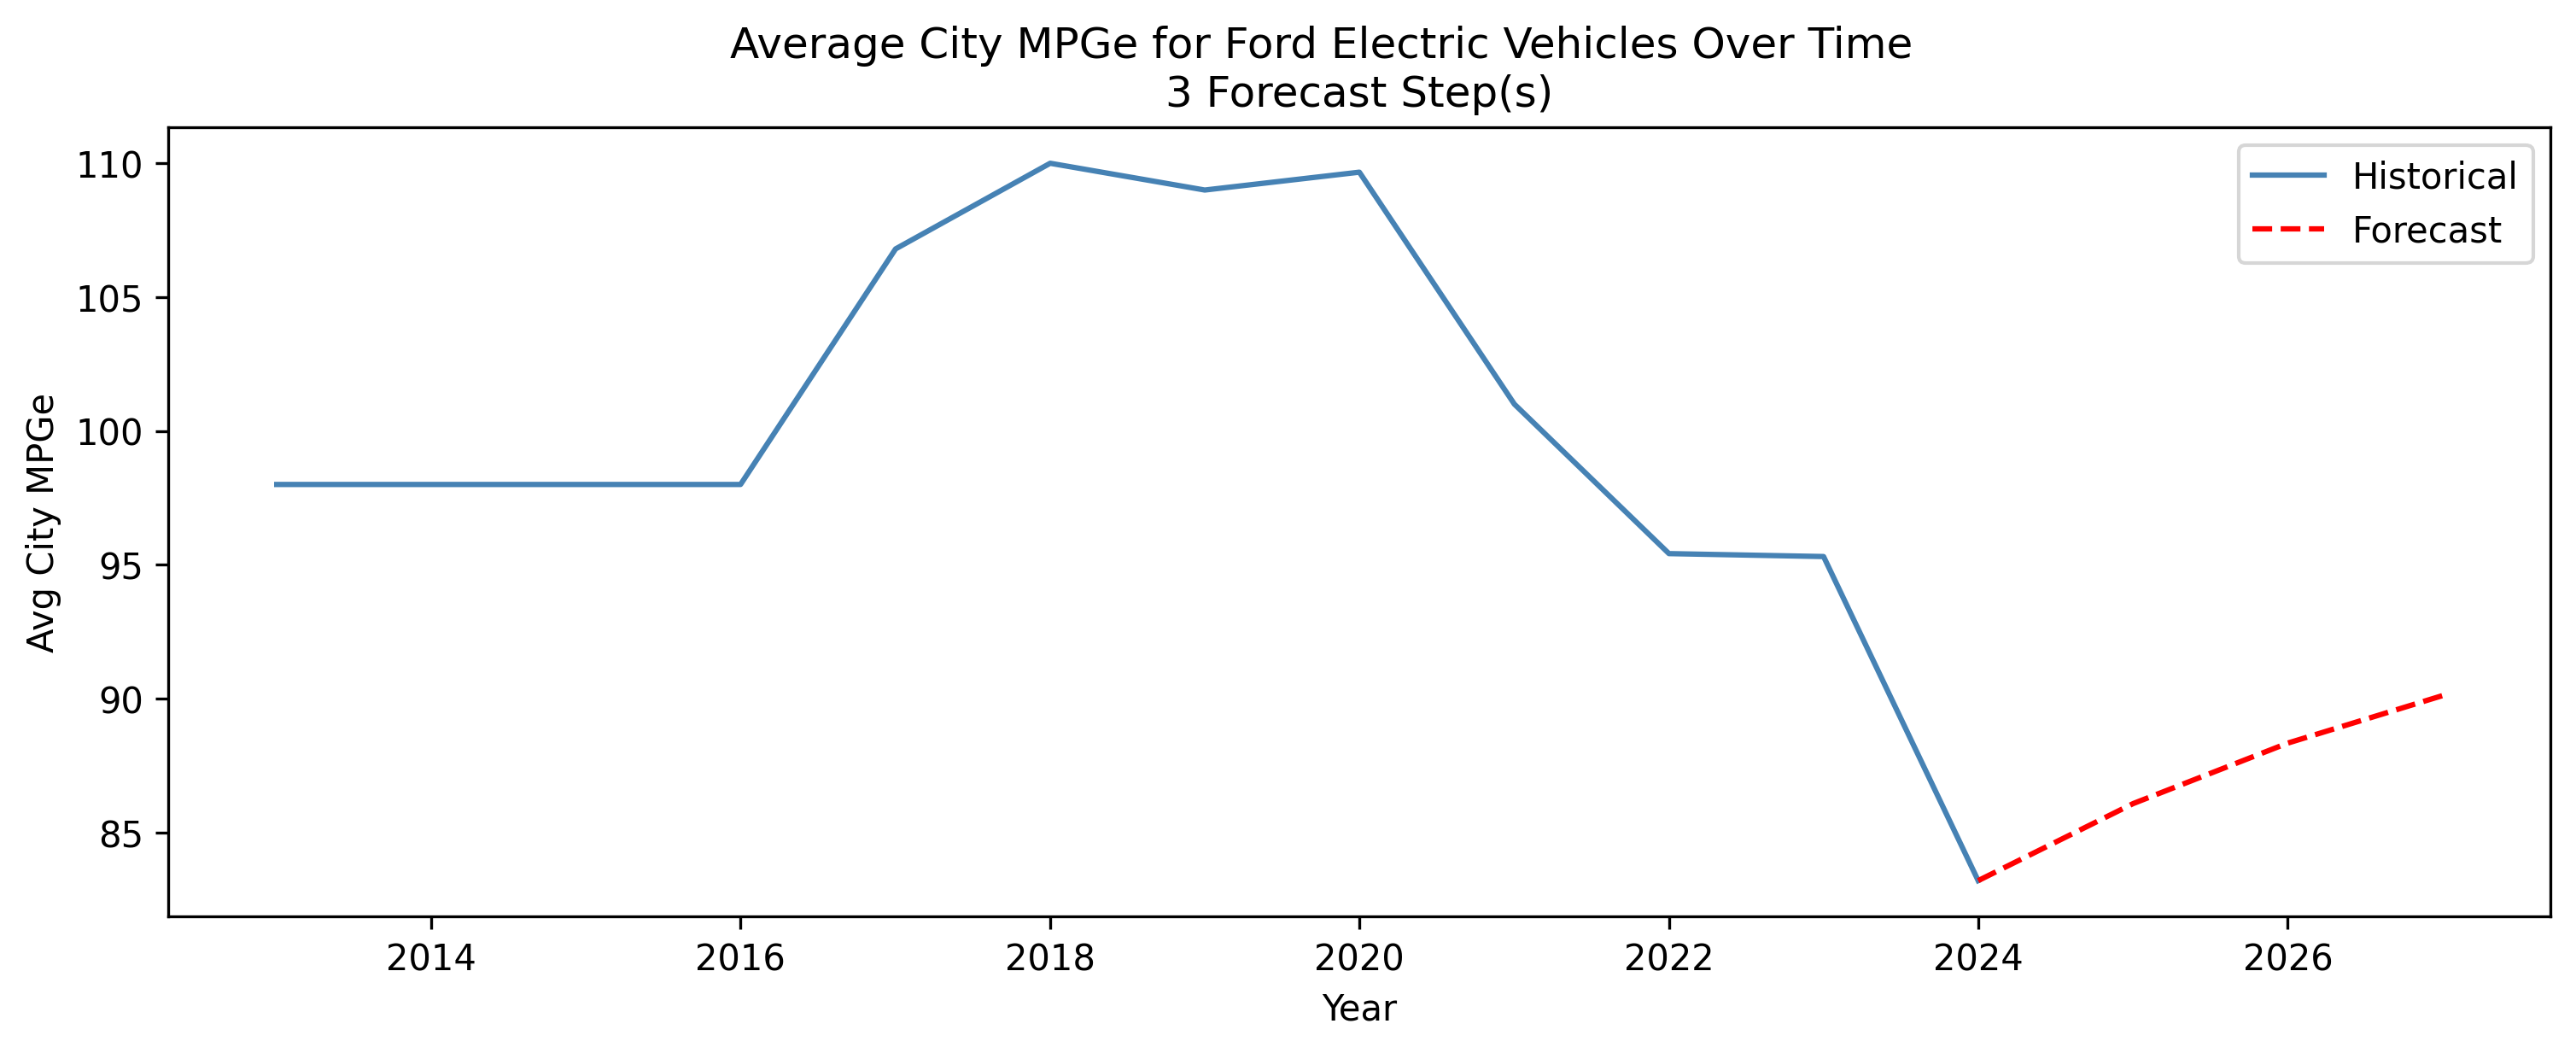 Average City MPGe for Ford Electric Vehicles Over Time
3 Forecast Step(s)
Historical
Forecast
Avg City MPGe
110
105
100
95
90
85
2014
2016
2018
2020
2022
2024
2026
Year